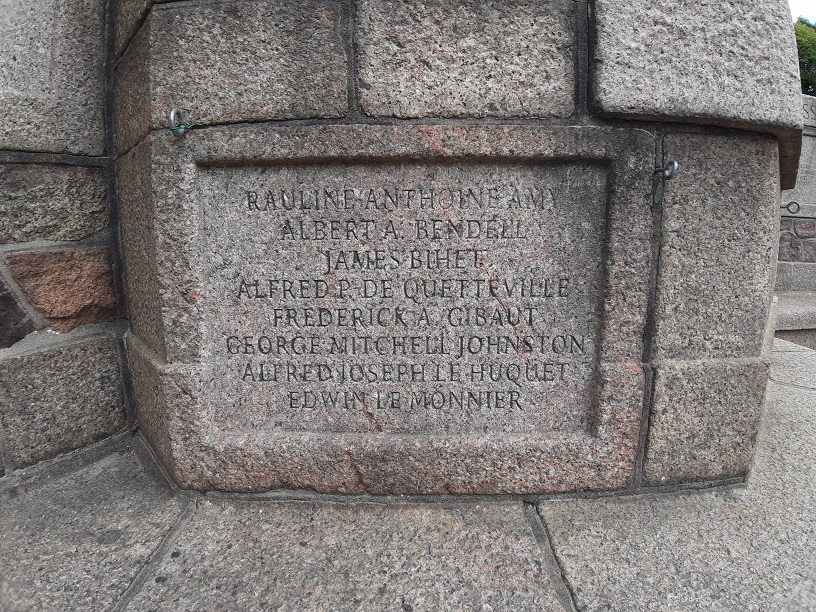 RAULINE ANTHOINE AMY
ALBERT A. BENDELL
JAMES BIHET
ALFRED P. DE QUETTEVILLE
FREDERICK A. GIBAUT
GEORGE MITCHELL JOHNSTON
ALFRED JOSEPH LE HUQUET
EDWIN LE MONNIER